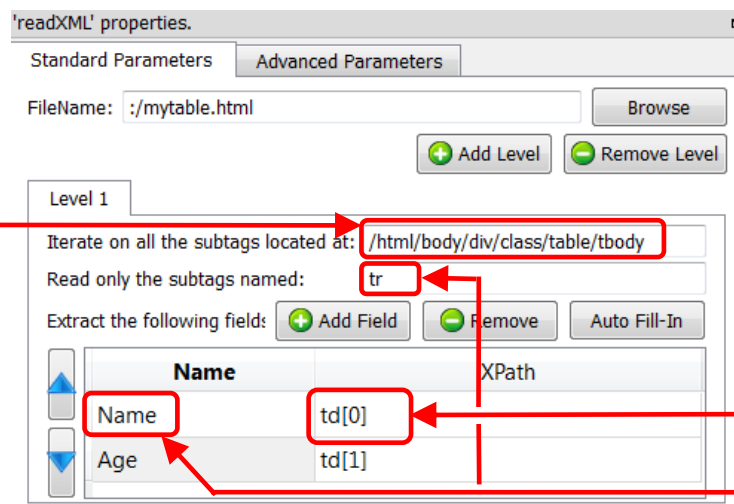 'readXML' properties.
Standard Parameters Advanced Parameters
FileName: :/mytable.html Browse
Add Level Remove Level
Level 1
Iterate on all the subtags located at: /html/body/div/class/table/tbody
Read only the subtags named: tr
Extract the following fields Add Field Remove Auto Fill-In
Name XPath
Name td[0]
Age td[1]